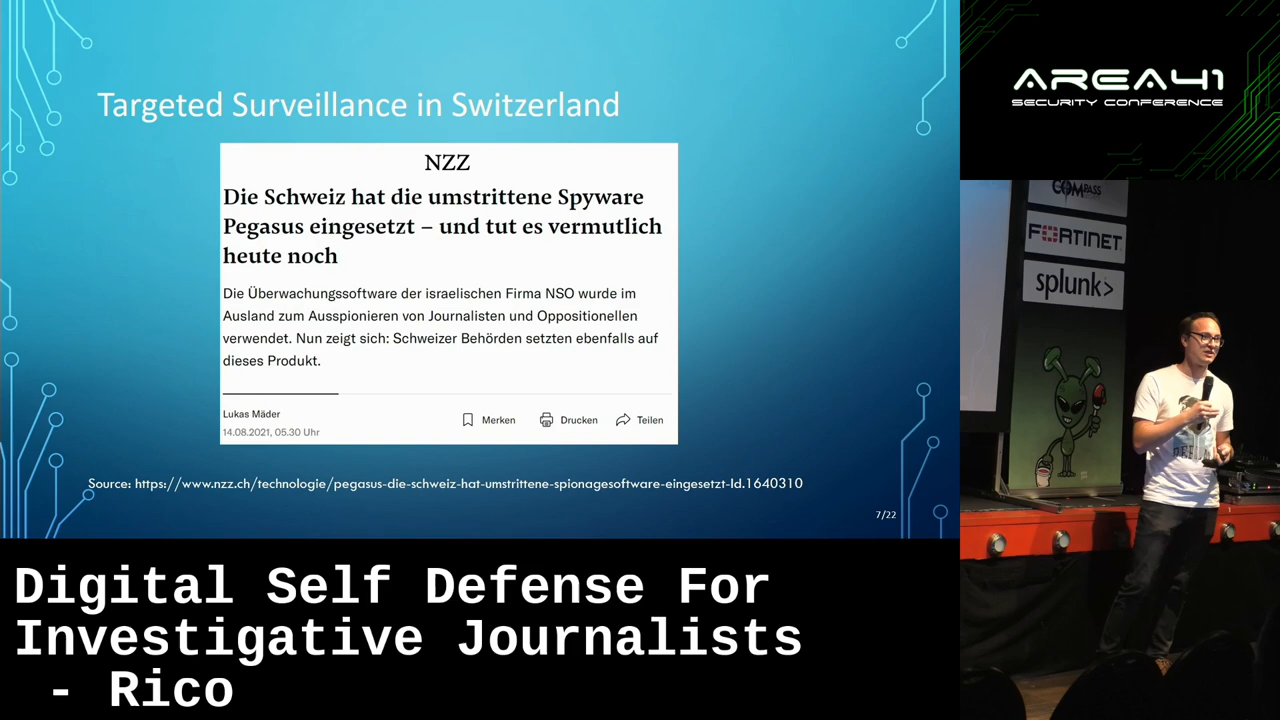 Targeted Surveillance in Switzerland
NZZ
Die Schweiz hat die umstrittene Spyware
Pegasus eingesetzt – und tut es vermutlich
heute noch
Die Überwachungssoftware der israelischen Firma NSO wurde im
Ausland zum Ausspionieren von Journalisten und Oppositionellen
verwendet. Nun zeigt sich: Schweizer Behörden setzten ebenfalls auf
dieses Produkt.
Lukas Mäder
14.08.2021, 05.30 Uhr
Merken
Drucken
Teilen
Source: https://www.nzz.ch/technologie/pegasus-die-schweiz-hat-umstrittene-spionagesoftware-eingesetzt-ld.1640310
7/22
AREA41
SECURITY CONFERENCE
COMPASS
FORTINET
splunk>
Digital Self Defense For
Investigative Journalists
- Rico